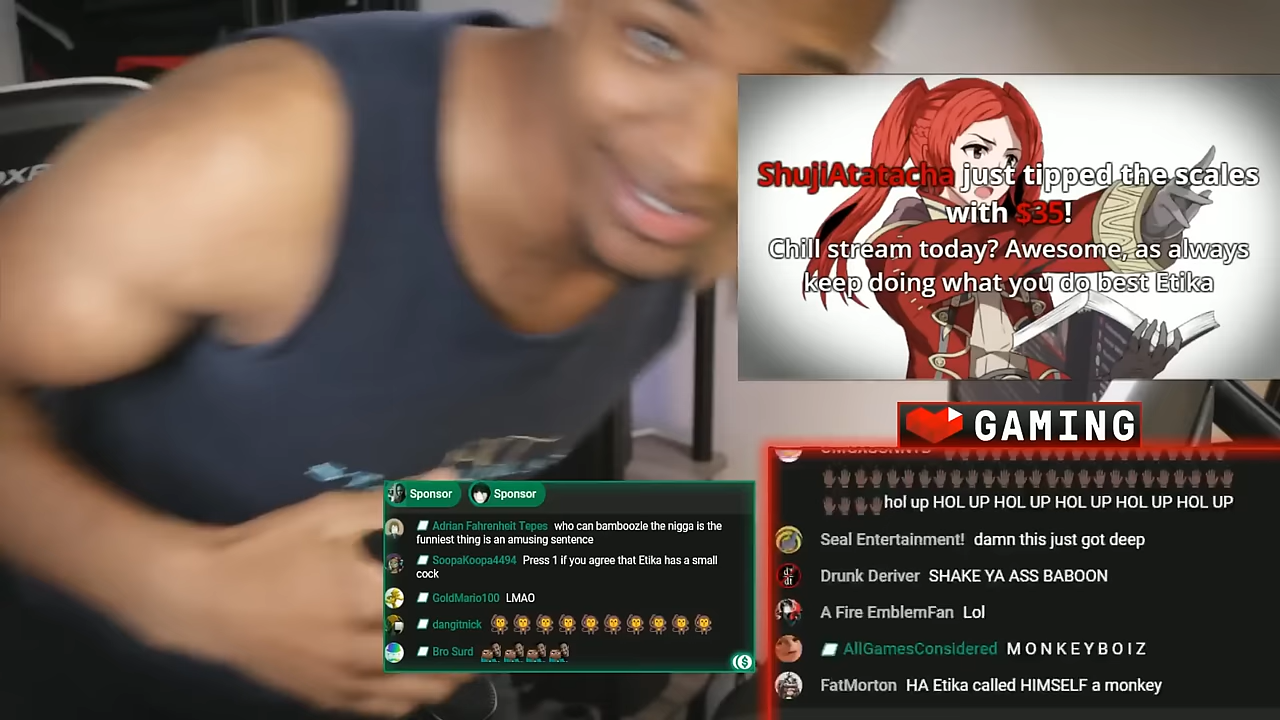 ShujiAtatacha just tipped the scales
with $35!
Chill stream today? Awesome, as always
keep doing what you do best Etika
GAMING
hol up HOL UP HOL UP HOL UP HOL UP HOL UP
Seal Entertainment! damn this just got deep
Drunk Deriver SHAKE YA ASS BABOON
A Fire EmblemFan Lol
AllGamesConsidered M O N K E Y B O I Z
FatMorton HA Etika called HIMSELF a monkey
Sponsor Sponsor
Adrian Fahrenheit Tepes who can bamboozle the nigga is the
funniest thing is an amusing sentence
SoopaKoopa4494 Press 1 if you agree that Etika has a small
cock
GoldMario100 LMAO
dangitnick
Bro Surd